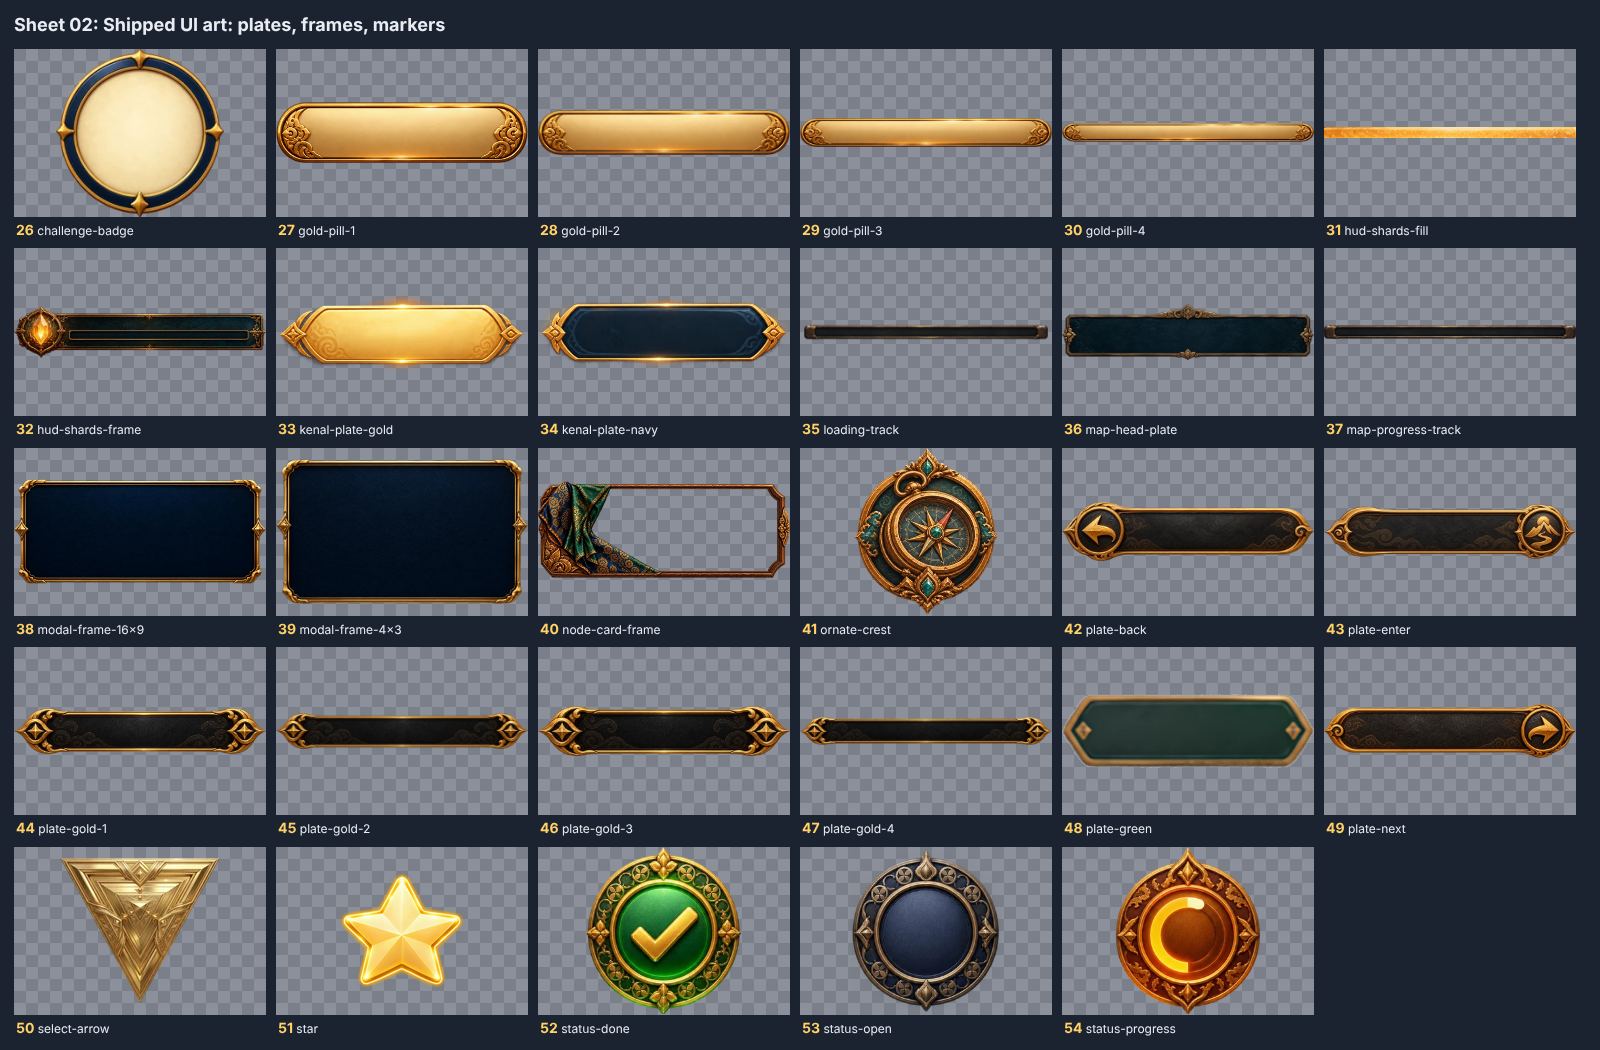 Sheet 02: Shipped UI art: plates, frames, markers
26 challenge-badge
27 gold-pill-1
28 gold-pill-2
29 gold-pill-3
30 gold-pill-4
31 hud-shards-fill
32 hud-shards-frame
33 kenal-plate-gold
34 kenal-plate-navy
35 loading-track
36 map-head-plate
37 map-progress-track
38 modal-frame-16×9
39 modal-frame-4×3
40 node-card-frame
41 ornate-crest
42 plate-back
43 plate-enter
44 plate-gold-1
45 plate-gold-2
46 plate-gold-3
47 plate-gold-4
48 plate-green
49 plate-next
50 select-arrow
51 star
52 status-done
53 status-open
54 status-progress